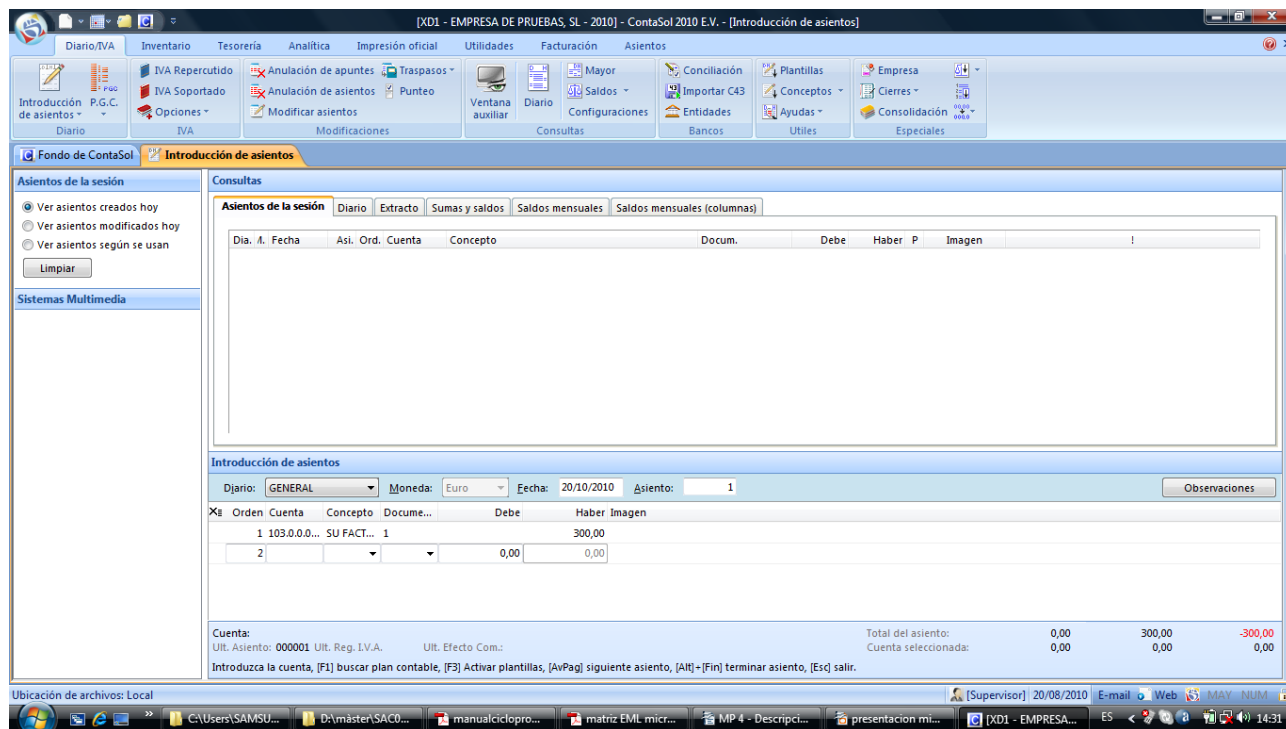 [XD1 - EMPRESA DE PRUEBAS, SL - 2010] - ContaSol 2010 E.V. - [Introducción de asientos]
Diario/IVA Inventario Tesorería Analítica Impresión oficial Utilidades Facturación Asientos
Introducción de asientos P.G.C.
Diario
IVA Repercutido
IVA Soportado
Opciones
IVA
Anulación de apuntes Traspasos
Anulación de asientos Punteo
Modificar asientos
Modificaciones
Ventana auxiliar Diario
Mayor
Saldos
Configuraciones
Consultas
Conciliación
Importar C43
Entidades
Bancos
Plantillas
Conceptos
Ayudas
Utiles
Empresa
Cierres
Consolidación
Especiales
Fondo de ContaSol Introducción de asientos
Asientos de la sesión
Ver asientos creados hoy
Ver asientos modificados hoy
Ver asientos según se usan
Limpiar
Sistemas Multimedia
Consultas
Asientos de la sesión Diario Extracto Sumas y saldos Saldos mensuales Saldos mensuales (columnas)
Dia. Fecha Asi. Ord. Cuenta Concepto Docum. Debe Haber P Imagen !
Introducción de asientos
Diario: GENERAL Moneda: Euro Fecha: 20/10/2010 Asiento: 1 Observaciones
Orden Cuenta Concepto Docume... Debe Haber Imagen
1 103.0.0.0... SU FACT... 1 300,00
2 0,00 0,00
Cuenta: Total del asiento: 0,00 300,00 -300,00
Ult. Asiento: 000001 Ult. Reg. I.V.A. Ult. Efecto Com.: Cuenta seleccionada: 0,00 0,00 0,00
Introduzca la cuenta, [F1] buscar plan contable, [F3] Activar plantillas, [AvPag] siguiente asiento, [Alt]+[Fin] terminar asiento, [Esc] salir.
Ubicación de archivos: Local [Supervisor] 20/08/2010 E-mail Web MAY NUM
C:\Users\SAMSU... D:\màster\SAC0... manualciclopro... matriz EML micr... MP 4 - Descripci... presentacion mi... [XD1 - EMPRESA... ES 14:31